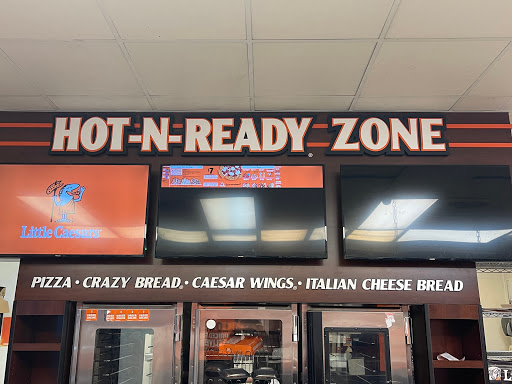 HOT-N-READY ZONE
Little Caesars
PIZZA • CRAZY BREAD® • CAESAR WINGS® • ITALIAN CHEESE BREAD